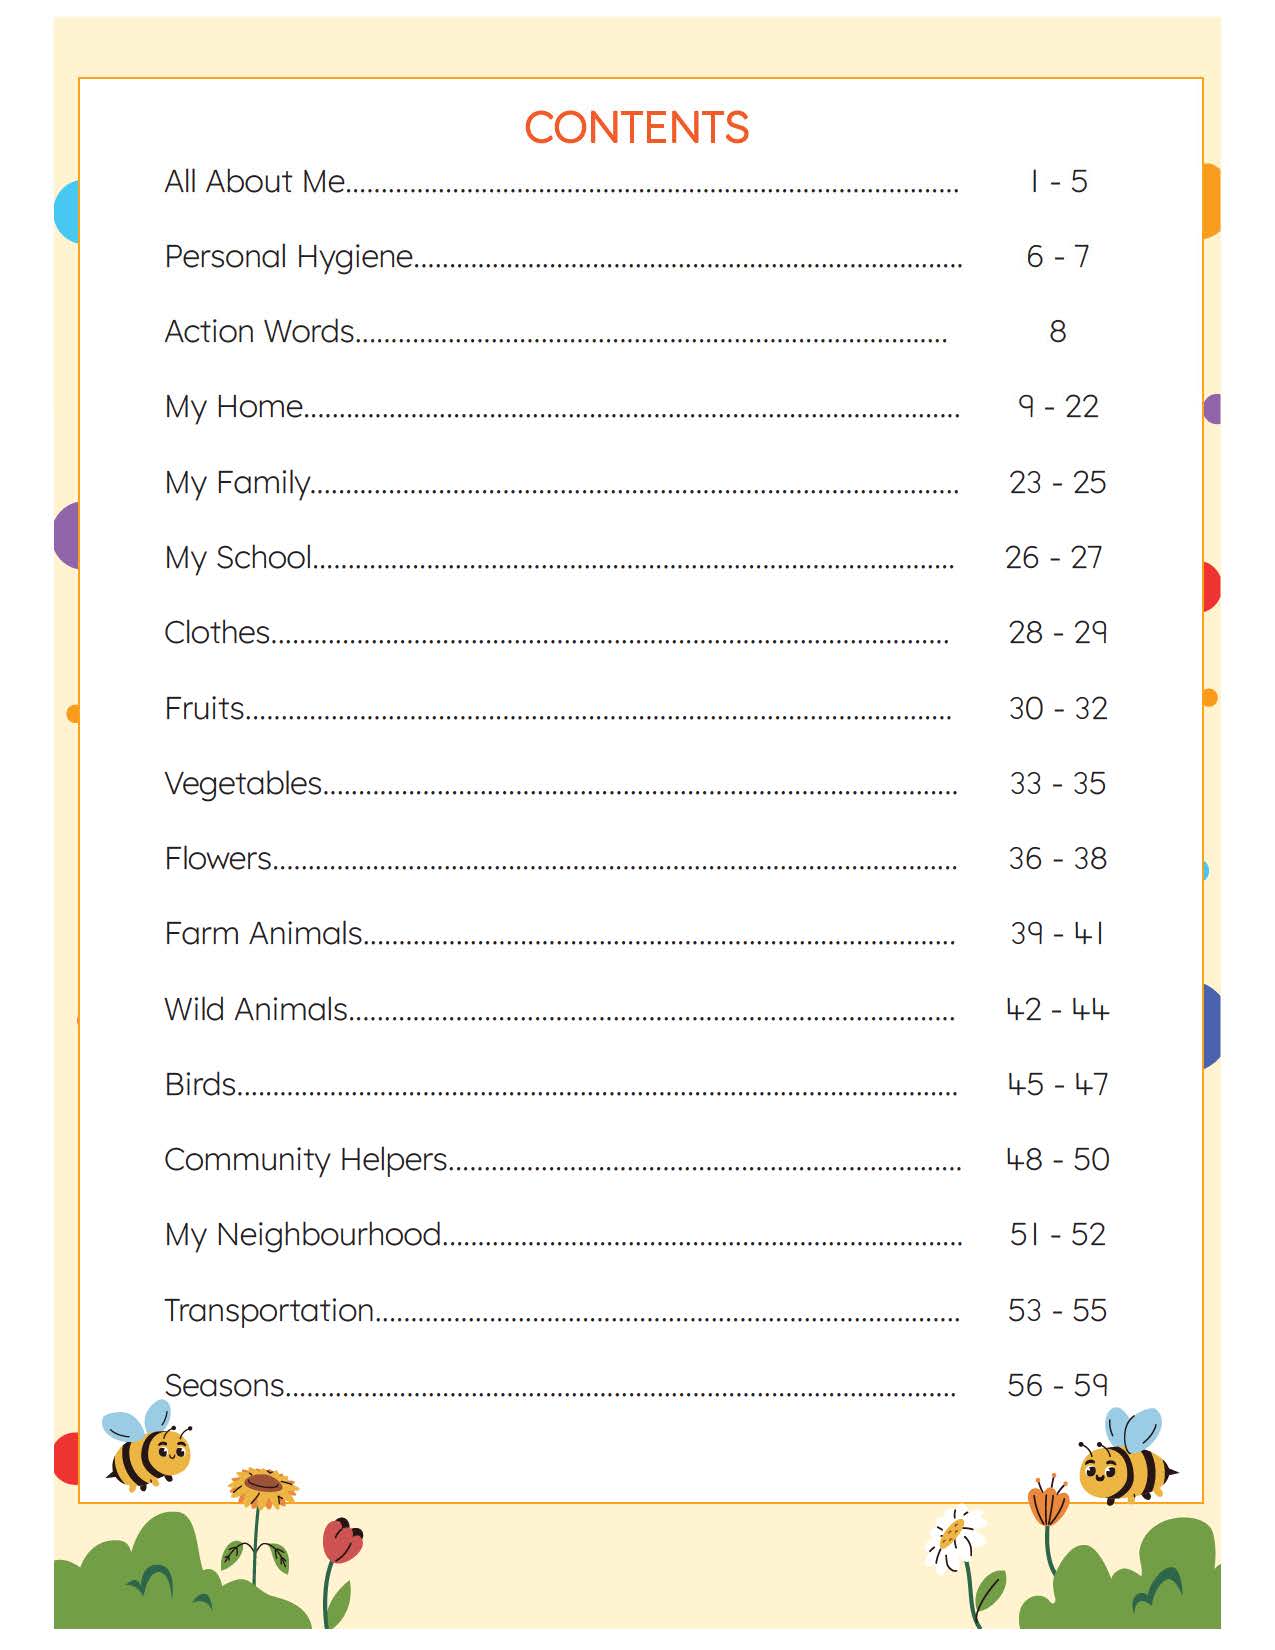 CONTENTS
All About Me.......................................................................................... 1 - 5
Personal Hygiene................................................................................ 6 - 7
Action Words...................................................................................... 8
My Home................................................................................................ 9 - 22
My Family.............................................................................................. 23 - 25
My School.............................................................................................. 26 - 27
Clothes................................................................................................... 28 - 29
Fruits....................................................................................................... 30 - 32
Vegetables............................................................................................ 33 - 35
Flowers.................................................................................................... 36 - 38
Farm Animals....................................................................................... 39 - 41
Wild Animals......................................................................................... 42 - 44
Birds......................................................................................................... 45 - 47
Community Helpers........................................................................... 48 - 50
My Neighbourhood............................................................................ 51 - 52
Transportation...................................................................................... 53 - 55
Seasons.................................................................................................. 56 - 59